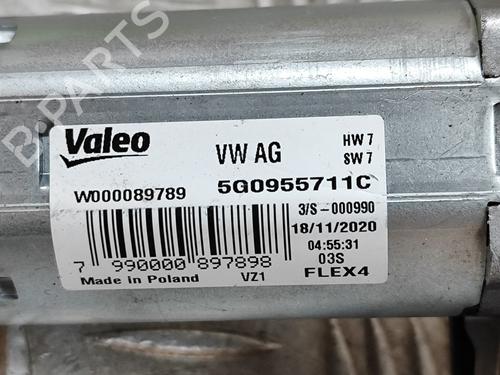 B-PARTS
Valeo
VW AG
HW 7
SW 7
W000089789
5G0955711C
3/S-000990
18/11/2020
04:55:31
03S
FLEX4
7 990000 897898
Made in Poland
VZ1